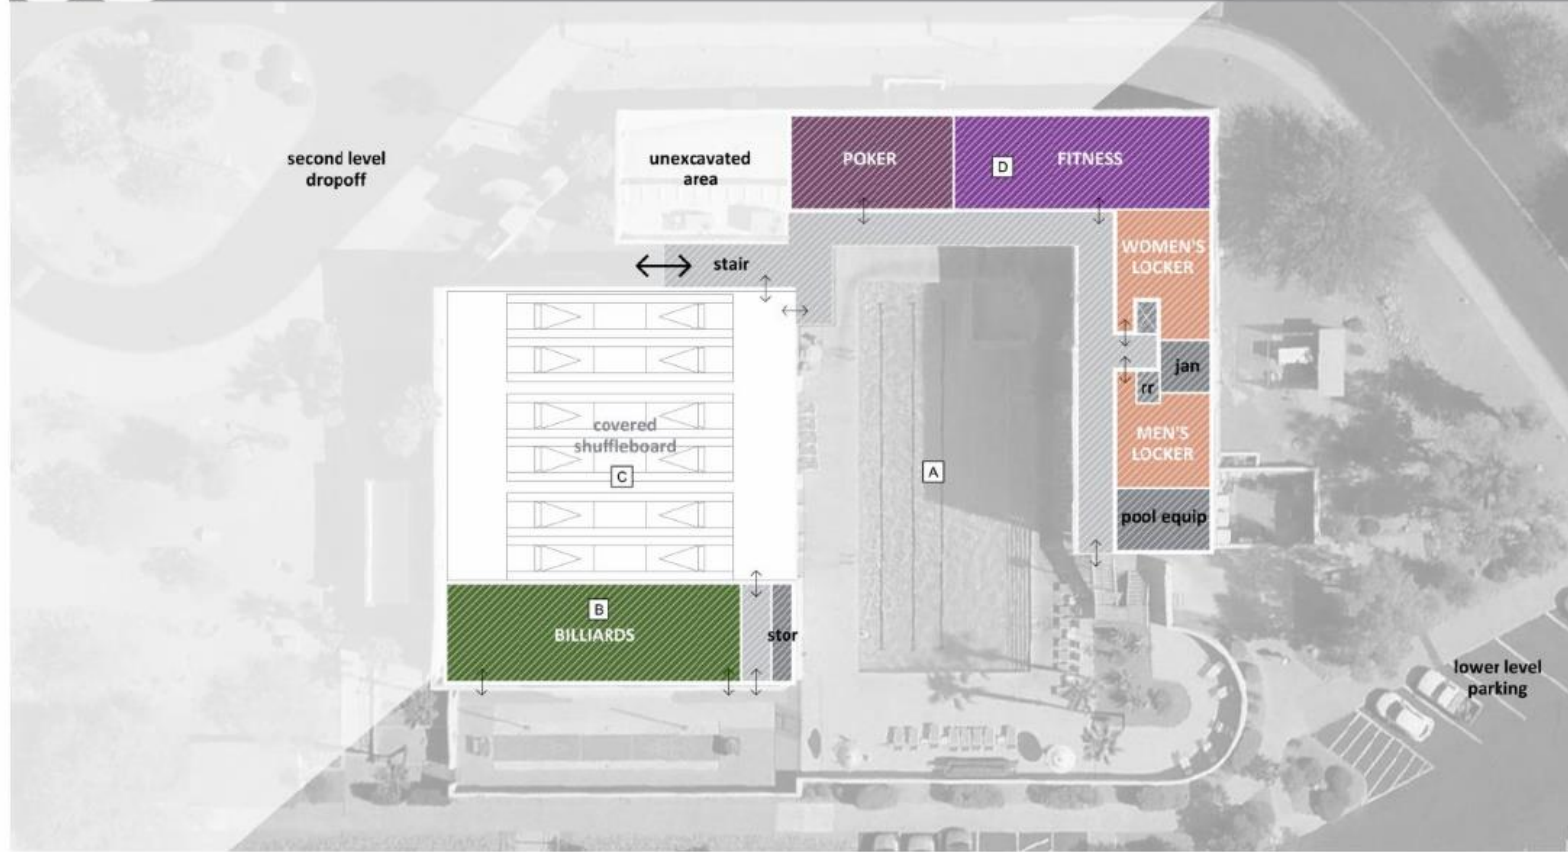 second level
dropoff
unexcavated
area
POKER
D
FITNESS
stair
WOMEN'S
LOCKER
jan
rr
covered
shuffleboard
C
A
MEN'S
LOCKER
pool equip
B
BILLIARDS
stor
lower level
parking